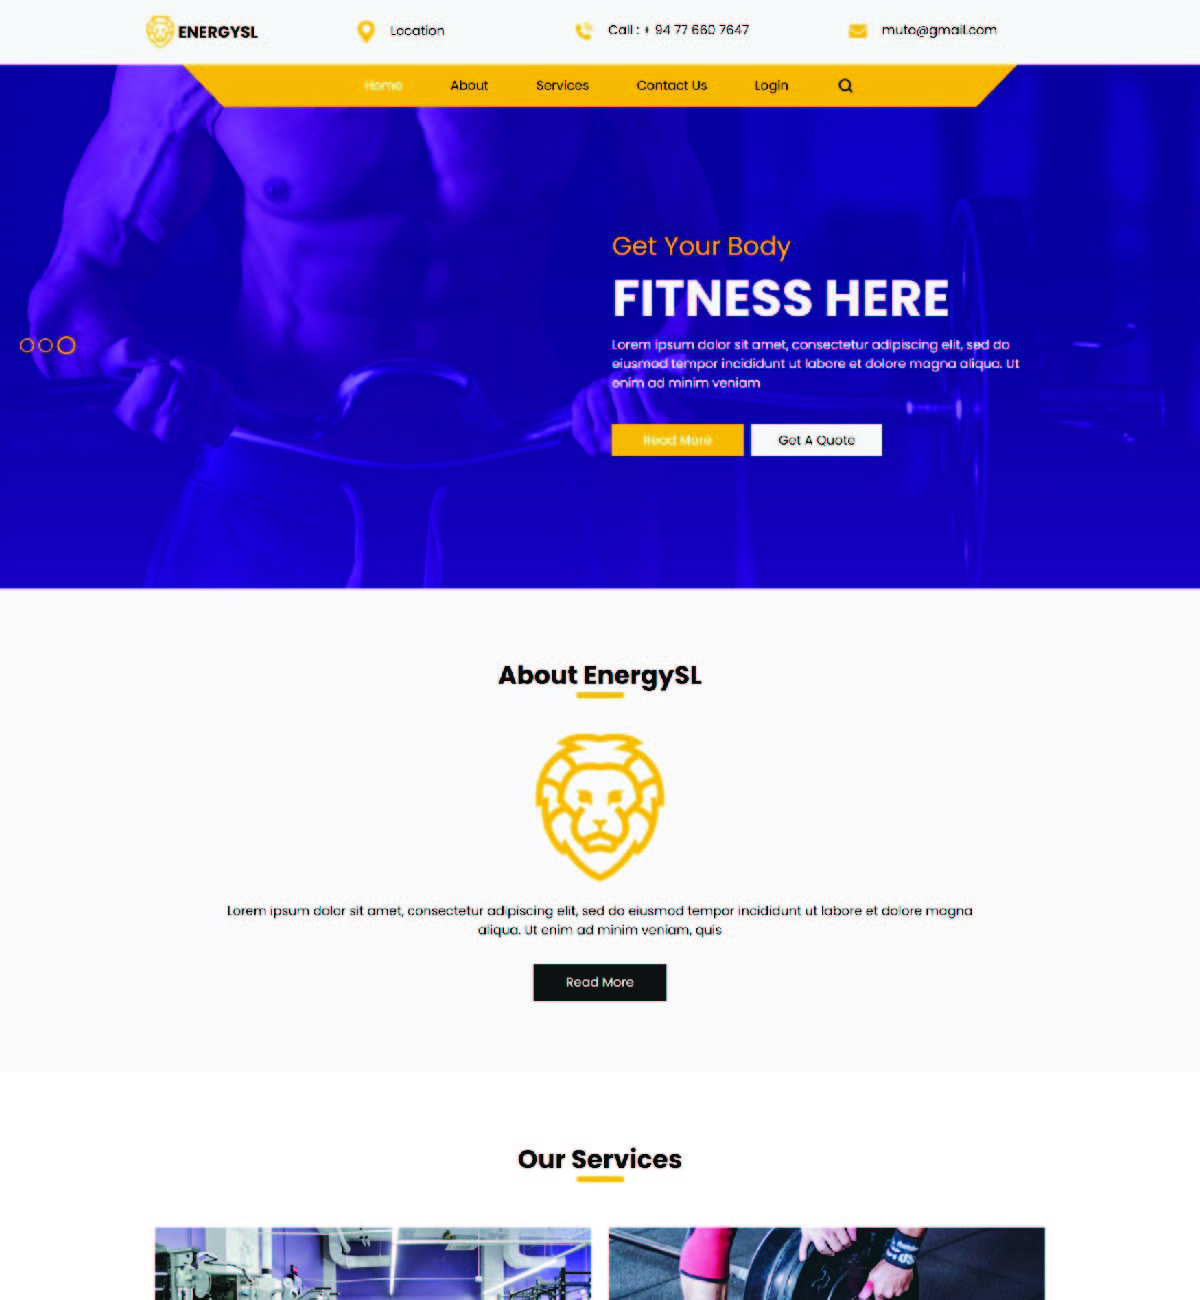 ENERGYSL
Location
Call : + 94 77 660 7647
muto@gmail.com
Home
About
Services
Contact Us
Login
Get Your Body
FITNESS HERE
Lorem ipsum dolor sit amet, consectetur adipiscing elit, sed do
eiusmod tempor incididunt ut labore et dolore magna aliqua. Ut
enim ad minim veniam
Read More
Get A Quote
About EnergySL
Lorem ipsum dolor sit amet, consectetur adipiscing elit, sed do eiusmod tempor incididunt ut labore et dolore magna
aliqua. Ut enim ad minim veniam, quis
Read More
Our Services